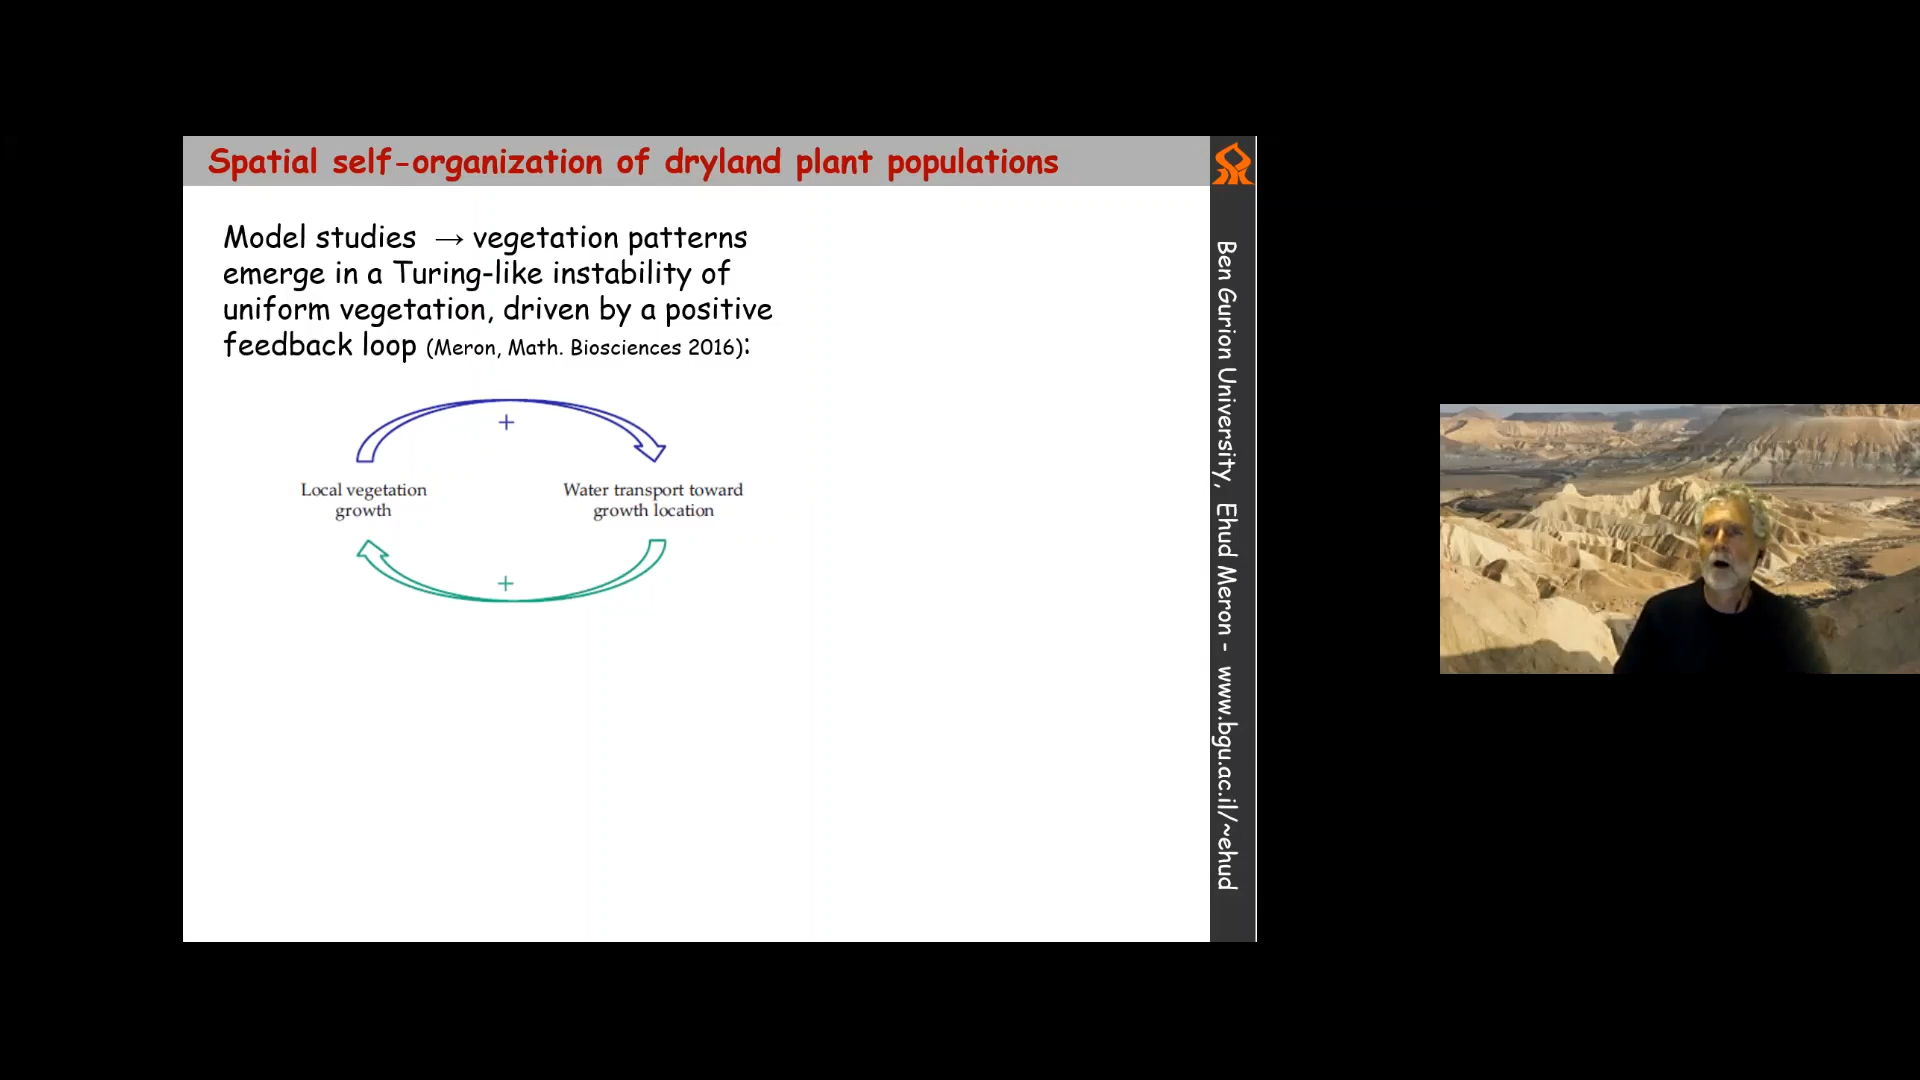 Spatial self-organization of dryland plant populations
Model studies → vegetation patterns
emerge in a Turing-like instability of
uniform vegetation, driven by a positive
feedback loop (Meron, Math. Biosciences 2016):
+
Local vegetation
growth
Water transport toward
growth location
+
Ben Gurion University, Ehud Meron - www.bgu.ac.il/~ehud